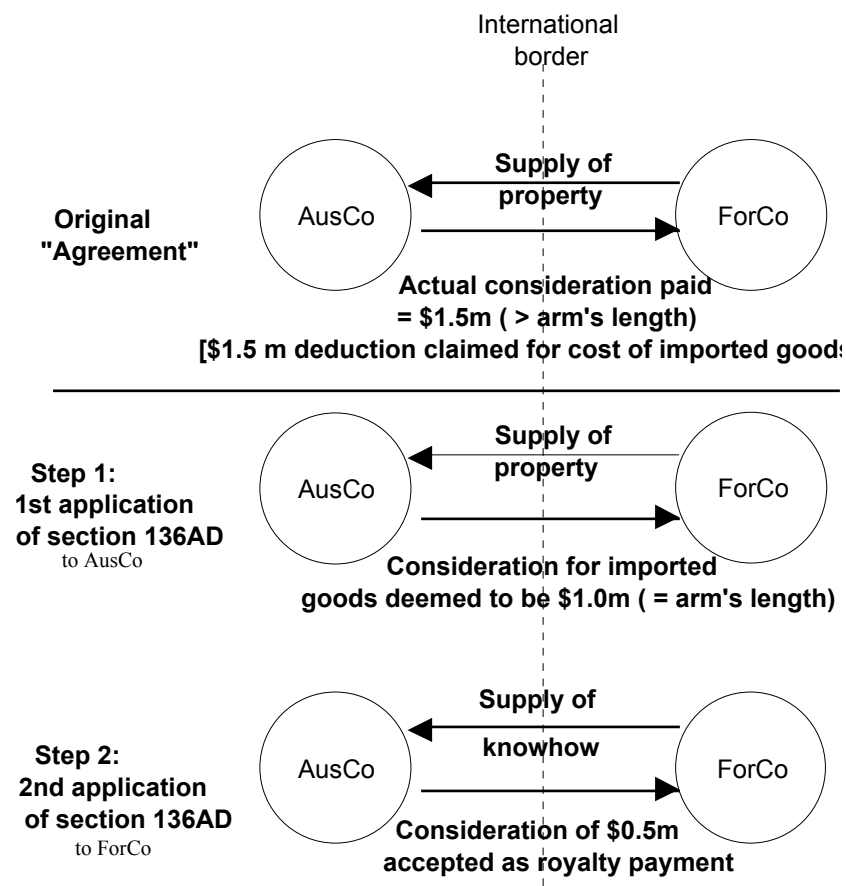 International
border
Supply of
property
AusCo
ForCo
Original
"Agreement"
Actual consideration paid
= $1.5m ( > arm's length)
[$1.5 m deduction claimed for cost of imported goods
Supply of
property
AusCo
ForCo
Step 1:
1st application
of section 136AD
to AusCo
Consideration for imported
goods deemed to be $1.0m ( = arm's length)
Supply of
knowhow
AusCo
ForCo
Step 2:
2nd application
of section 136AD
to ForCo
Consideration of $0.5m
accepted as royalty payment